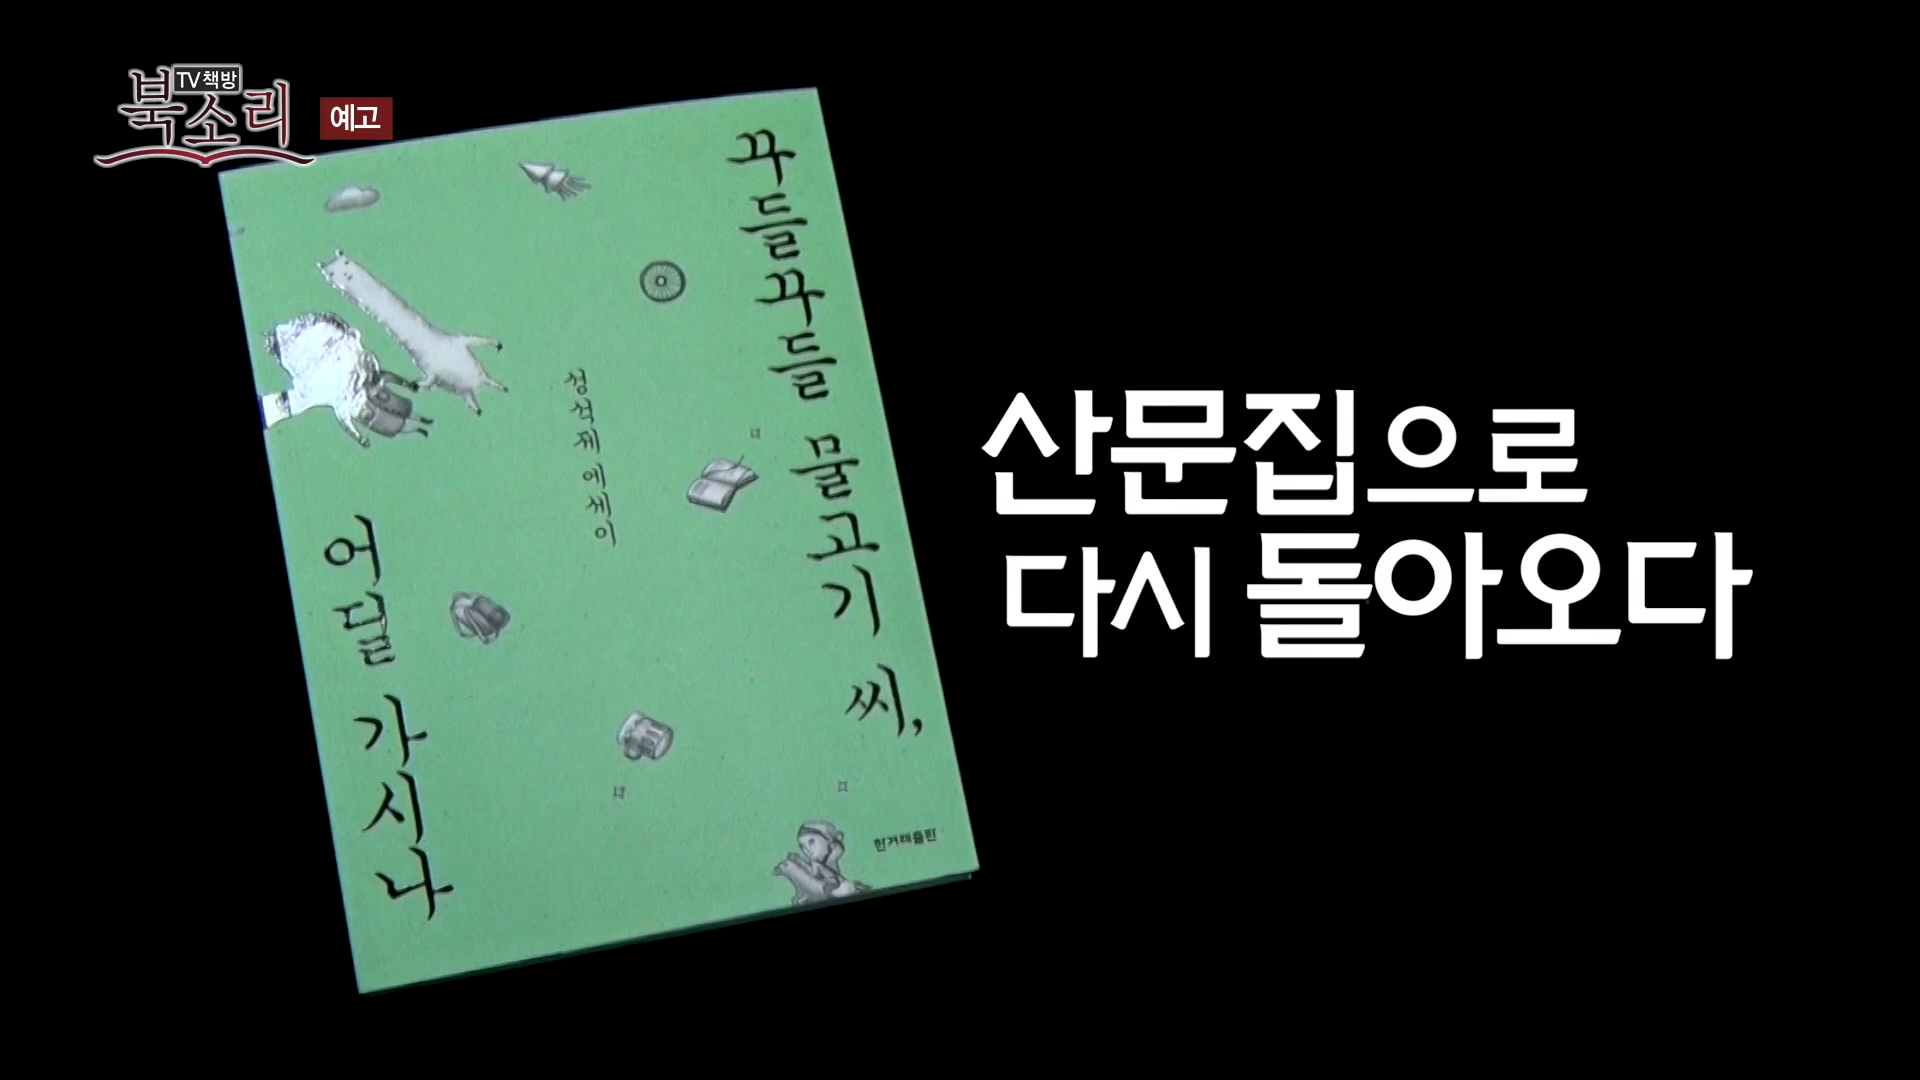 TV책방
북소리
예고
꾸들꾸들 물고기 씨,
어딜 가시나
성석제 에세이
한겨레출판
산문집으로
다시 돌아오다